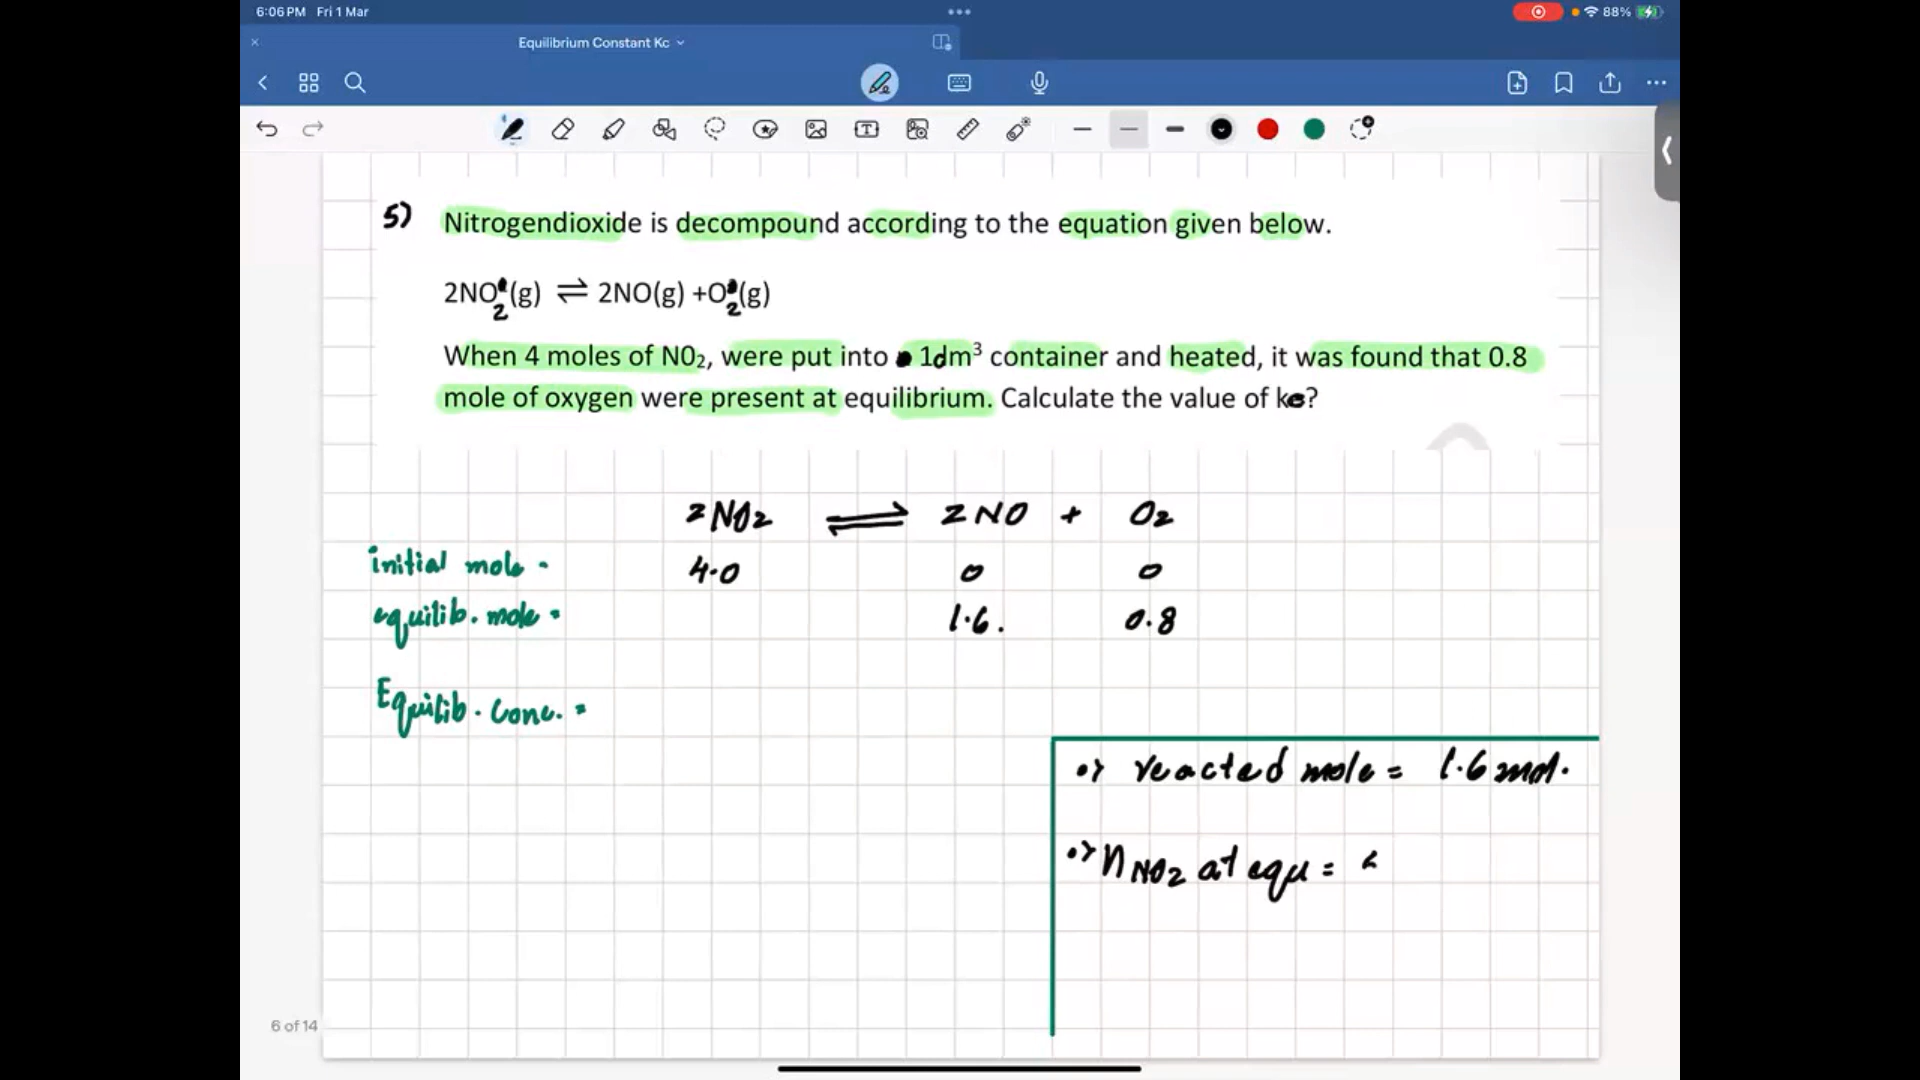 6:06 PM Fri 1 Mar
88%
Equilibrium Constant Kc
5) Nitrogendioxide is decompound according to the equation given below.
2NO₂(g) ⇌ 2NO(g) +O₂(g)
When 4 moles of N0₂, were put into 1dm³ container and heated, it was found that 0.8
mole of oxygen were present at equilibrium. Calculate the value of kc?
2NO₂ ⇌ 2NO + O₂
initial mole - 4.0 0 0
equilib. mole = 1.6. 0.8
Equilib. Conc. =
reacted mole = 1.6 mol.
nNO₂ at equ =
6 of 14